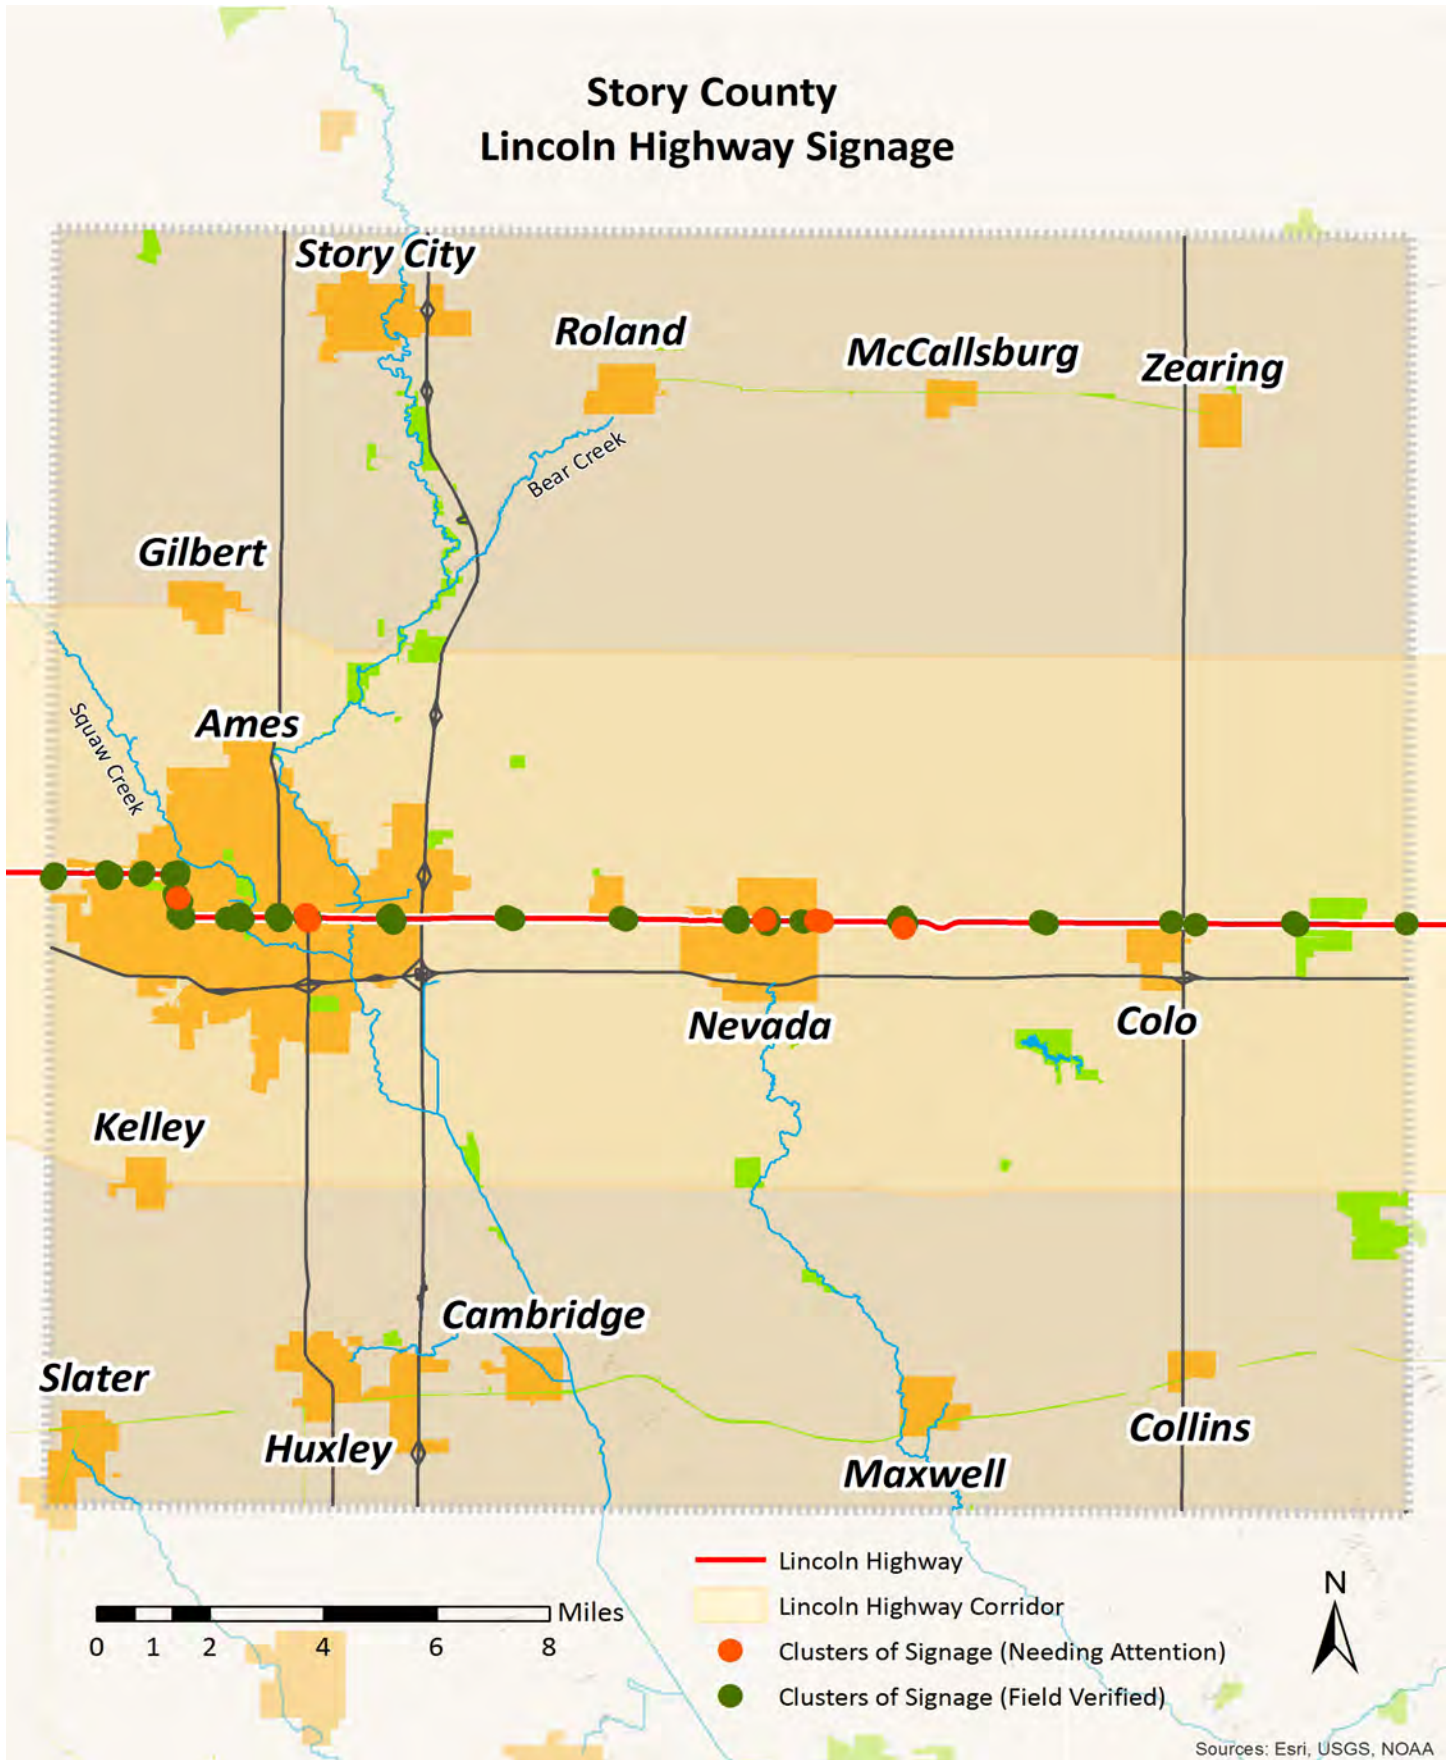 Story County
Lincoln Highway Signage
Story City
Roland
McCallsburg
Zearing
Bear Creek
Gilbert
Ames
Squaw Creek
Nevada
Colo
Kelley
Cambridge
Slater
Huxley
Collins
Maxwell
Lincoln Highway
Lincoln Highway Corridor
Clusters of Signage (Needing Attention)
Clusters of Signage (Field Verified)
Miles
0 1 2 4 6 8
N
Sources: Esri, USGS, NOAA